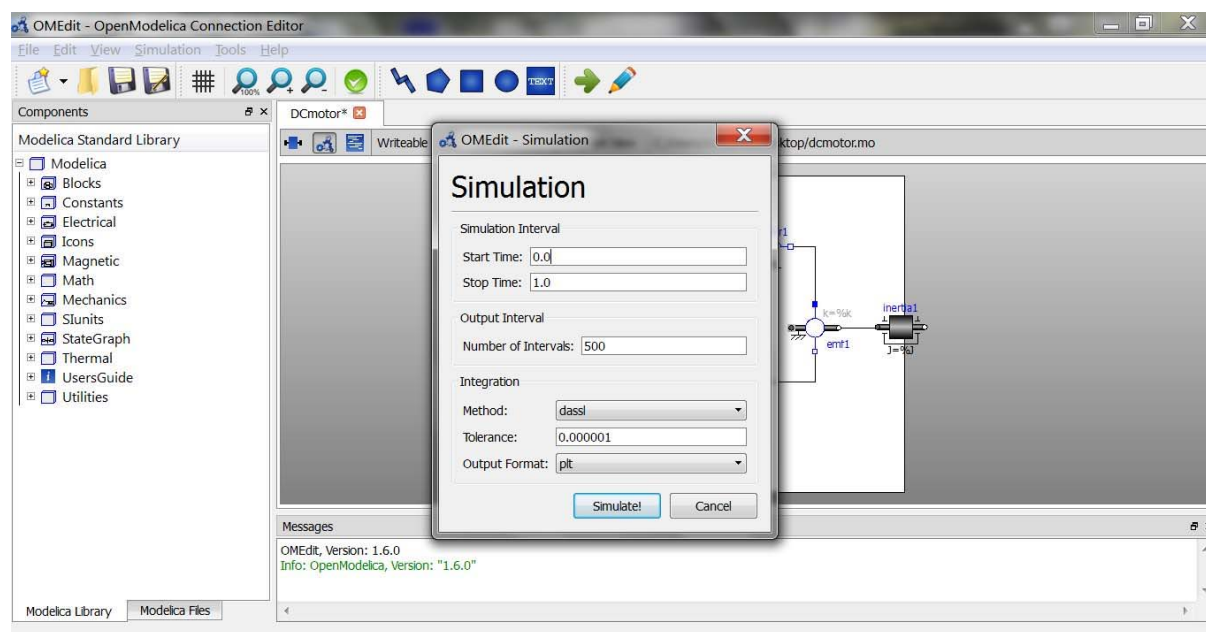 OMEdit - OpenModelica Connection Editor
File Edit View Simulation Tools Help
100%
TEXT
Components
DCmotor*
Modelica Standard Library
Writeable
ktop/dcmotor.mo
Modelica
Blocks
Constants
Electrical
Icons
Magnetic
Math
Mechanics
SIunits
StateGraph
Thermal
UsersGuide
Utilities
OMEdit - Simulation
Simulation
Simulation Interval
Start Time: 0.0
Stop Time: 1.0
Output Interval
Number of Intervals: 500
Integration
Method: dassl
Tolerance: 0.000001
Output Format: plt
Simulate! Cancel
r1
k=%k
emf1
inertia1
J=%J
Messages
OMEdit, Version: 1.6.0
Info: OpenModelica, Version: "1.6.0"
Modelica Library Modelica Files